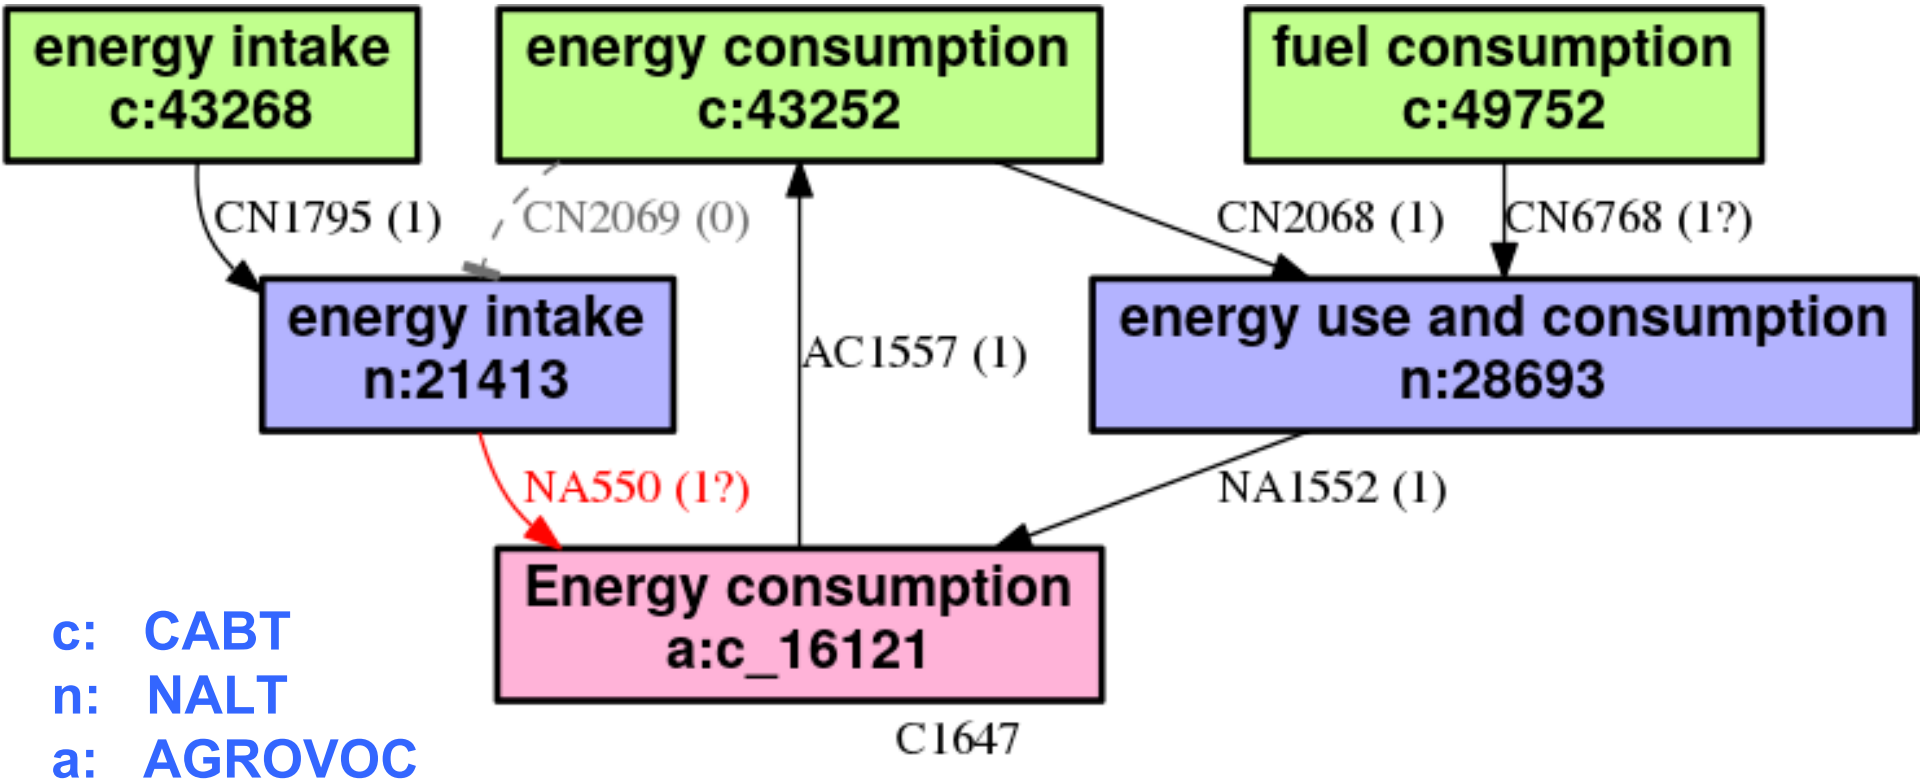 energy intake
c:43268
energy consumption
c:43252
fuel consumption
c:49752
CN1795 (1)
CN2069 (0)
CN2068 (1)
CN6768 (1?)
energy intake
n:21413
AC1557 (1)
energy use and consumption
n:28693
NA550 (1?)
NA1552 (1)
Energy consumption
a:c_16121
c: CABT
n: NALT
a: AGROVOC
C1647